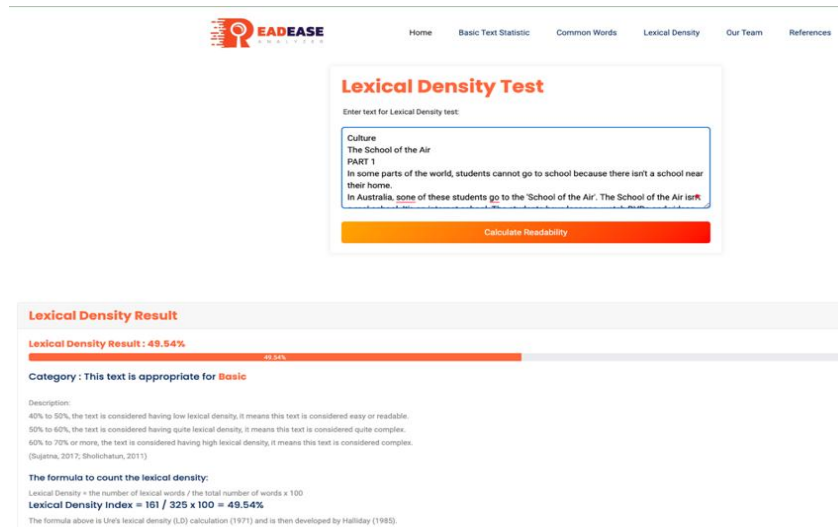 READEASE
ANALYZER
Home Basic Text Statistic Common Words Lexical Density Our Team References
Lexical Density Test
Enter text for Lexical Density test:
Culture
The School of the Air
PART 1
In some parts of the world, students cannot go to school because there isn't a school near
their home.
In Australia, sone of these students go to the 'School of the Air'. The School of the Air isn't
Calculate Readability
Lexical Density Result
Lexical Density Result : 49.54%
49.54%
Category : This text is appropriate for Basic
Description:
40% to 50%, the text is considered having low lexical density, it means this text is considered easy or readable.
50% to 60%, the text is considered having quite lexical density, it means this text is considered quite complex.
60% to 70% or more, the text is considered having high lexical density, it means this text is considered complex.
(Sujatna, 2017; Sholichatun, 2011)
The formula to count the lexical density:
Lexical Density = the number of lexical words / the total number of words x 100
Lexical Density Index = 161 / 325 x 100 = 49.54%
The formula above is Ure's lexical density (LD) calculation (1971) and is then developed by Halliday (1985).